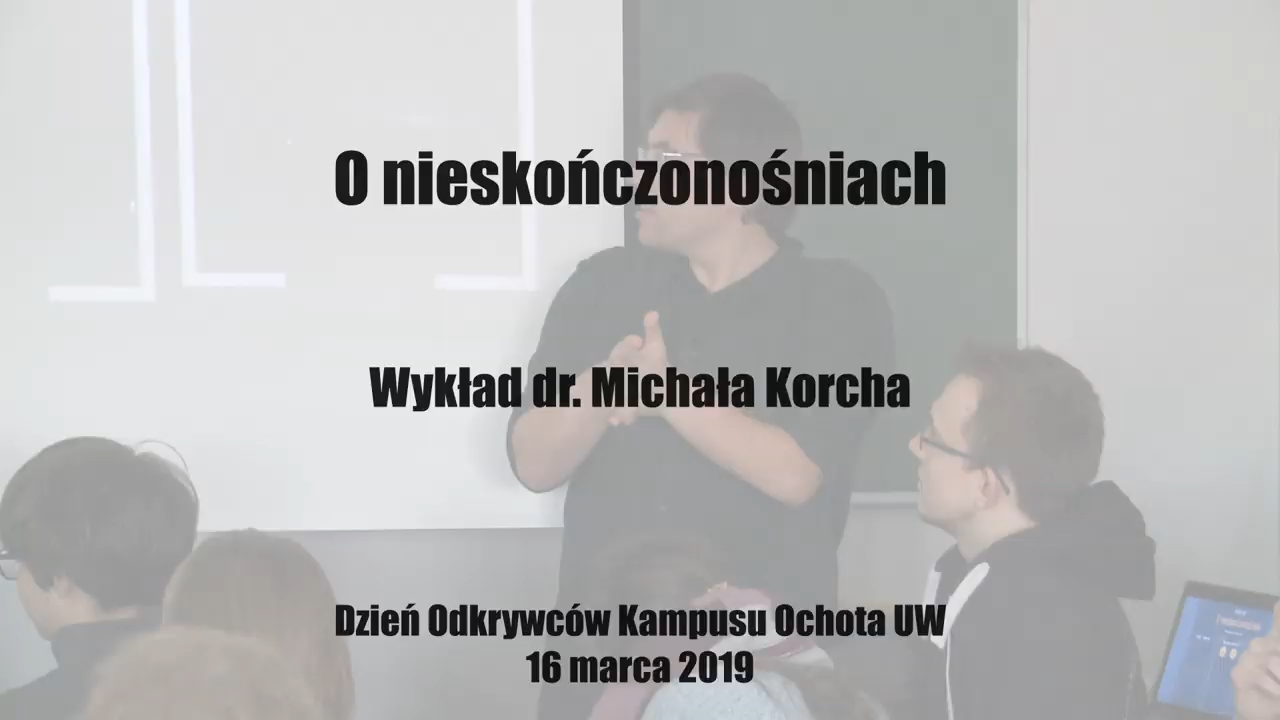 O nieskończonośniach
Wykład dr. Michała Korcha
Dzień Odkrywców Kampusu Ochota UW
16 marca 2019